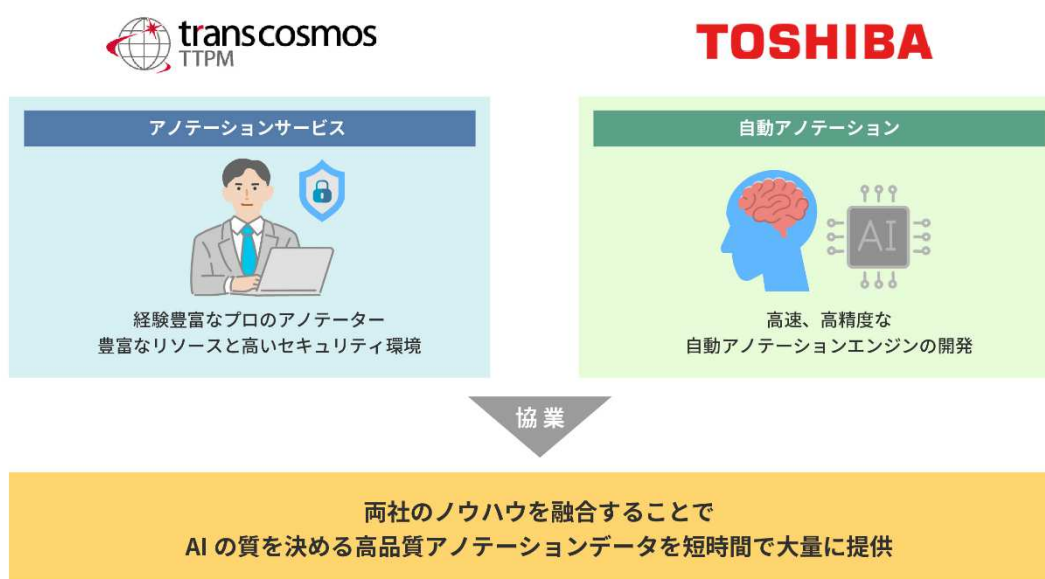 trans cosmos
TTPM
TOSHIBA
アノテーションサービス
経験豊富なプロのアノテーター
豊富なリソースと高いセキュリティ環境
自動アノテーション
AI
高速、高精度な
自動アノテーションエンジンの開発
協業
両社のノウハウを融合することで
AI の質を決める高品質アノテーションデータを短時間で大量に提供